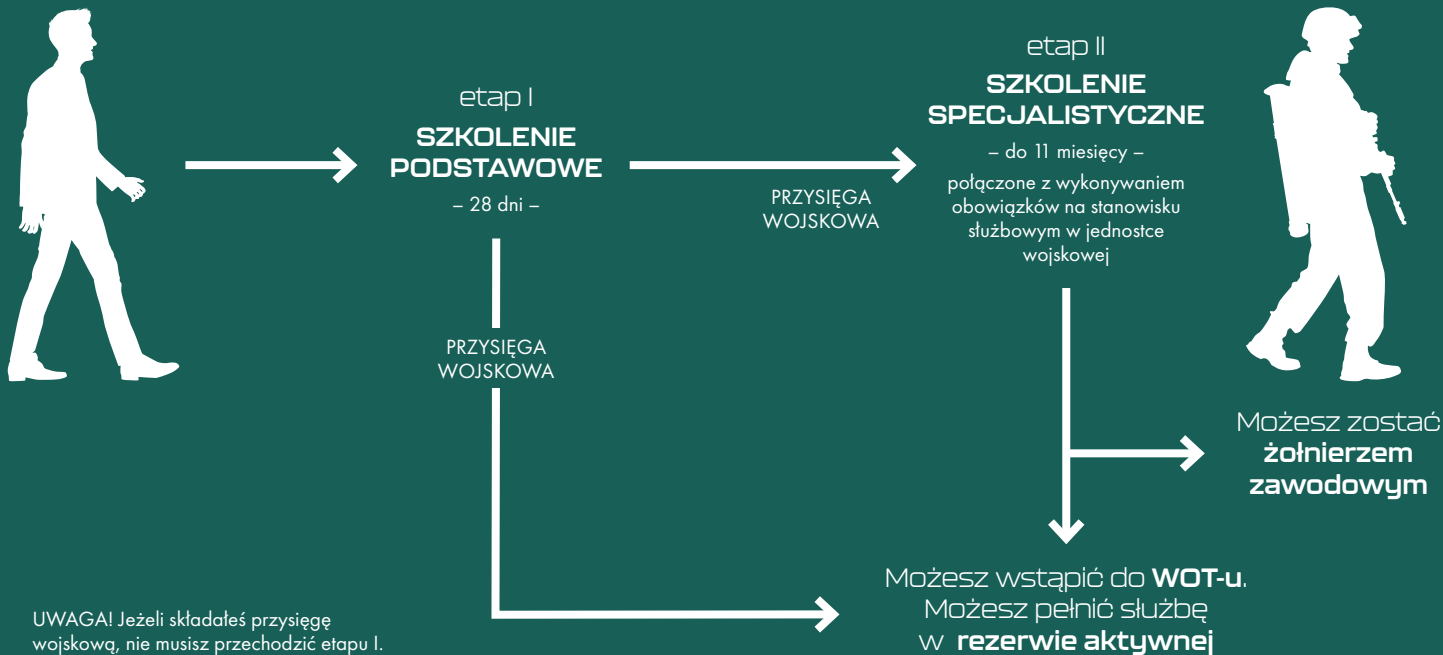 etap I
SZKOLENIE
PODSTAWOWE
– 28 dni –
PRZYSIĘGA
WOJSKOWA
etap II
SZKOLENIE
SPECJALISTYCZNE
– do 11 miesięcy –
połączone z wykonywaniem
obowiązków na stanowisku
służbowym w jednostce
wojskowej
PRZYSIĘGA
WOJSKOWA
Możesz zostać
żołnierzem
zawodowym
Możesz wstąpić do WOT-u.
Możesz pełnić służbę
w rezerwie aktywnej
UWAGA! Jeżeli składałeś przysięgę
wojskową, nie musisz przechodzić etapu I.